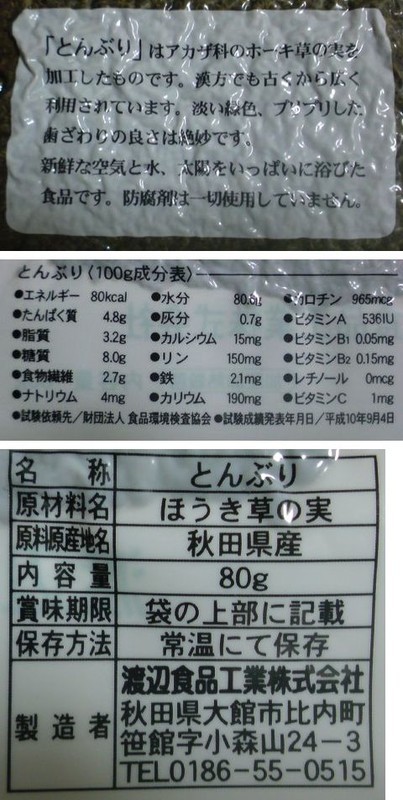 「とんぶり」はアカザ科のホーキ草の実を
加工したものです。漢方でも古くから広く
利用されています。淡い緑色、プリプリした
歯ざわりの良さは絶妙です。
新鮮な空気と水、太陽をいっぱいに浴びた
食品です。防腐剤は一切使用していません。
とんぶり〈100g成分表〉
●エネルギー 80kcal ●水分 80.6g ●カロチン 965mcg
●たんぱく質 4.8g ●灰分 0.7g ●ビタミンA 536IU
●脂質 3.2g ●カルシウム 15mg ●ビタミンB1 0.05mg
●糖質 8.0g ●リン 150mg ●ビタミンB2 0.15mg
●食物繊維 2.7g ●鉄 2.1mg ●レチノール 0mcg
●ナトリウム 4mg ●カリウム 190mg ●ビタミンC 1mg
●試験依頼先／財団法人 食品環境検査協会 ●試験成績発表年月日／平成10年9月4日
名称 とんぶり
原材料名 ほうき草の実
原料原産地名 秋田県産
内容量 80g
賞味期限 袋の上部に記載
保存方法 常温にて保存
製造者 渡辺食品工業株式会社
秋田県大館市比内町
笹館字小森山24－3
TEL0186-55-0515